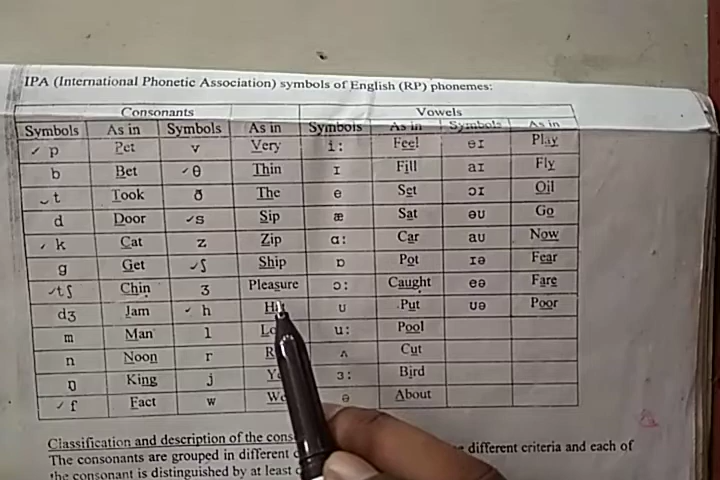 IPA (International Phonetic Association) symbols of English (RP) phonemes:
Consonants Vowels
Symbols As in Symbols As in Symbols As in Symbols As in
p Pet v Very iː Feel eɪ Play
b Bet θ Thin ɪ Fill aɪ Fly
t Took ð The e Set ɔɪ Oil
d Door s Sip æ Sat əʊ Go
k Cat z Zip ɑː Car aʊ Now
g Get ʃ Ship ɒ Pot ɪə Fear
tʃ Chin ʒ Pleasure ɔː Caught eə Fare
dʒ Jam h ʊ Put ʊə Poor
m Man l uː Pool
n Noon r ʌ Cut
ŋ King j ɜː Bird
f Fact w ə About
Classification and description of the
The consonants are grouped in different different criteria and each of
the consonant is distinguished by at least